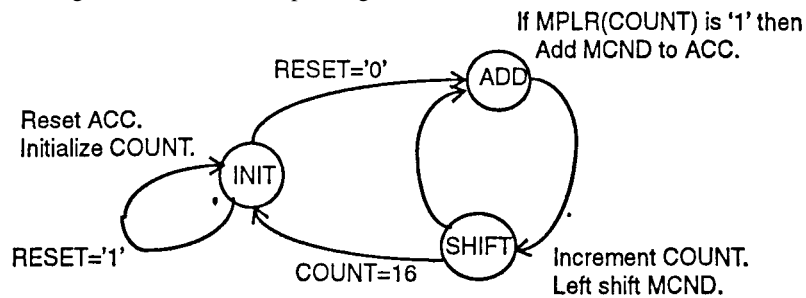 If MPLR(COUNT) is '1' then
Add MCND to ACC.
RESET='0'
ADD
Reset ACC.
Initialize COUNT.
INIT
RESET='1'
SHIFT
COUNT=16
Increment COUNT.
Left shift MCND.